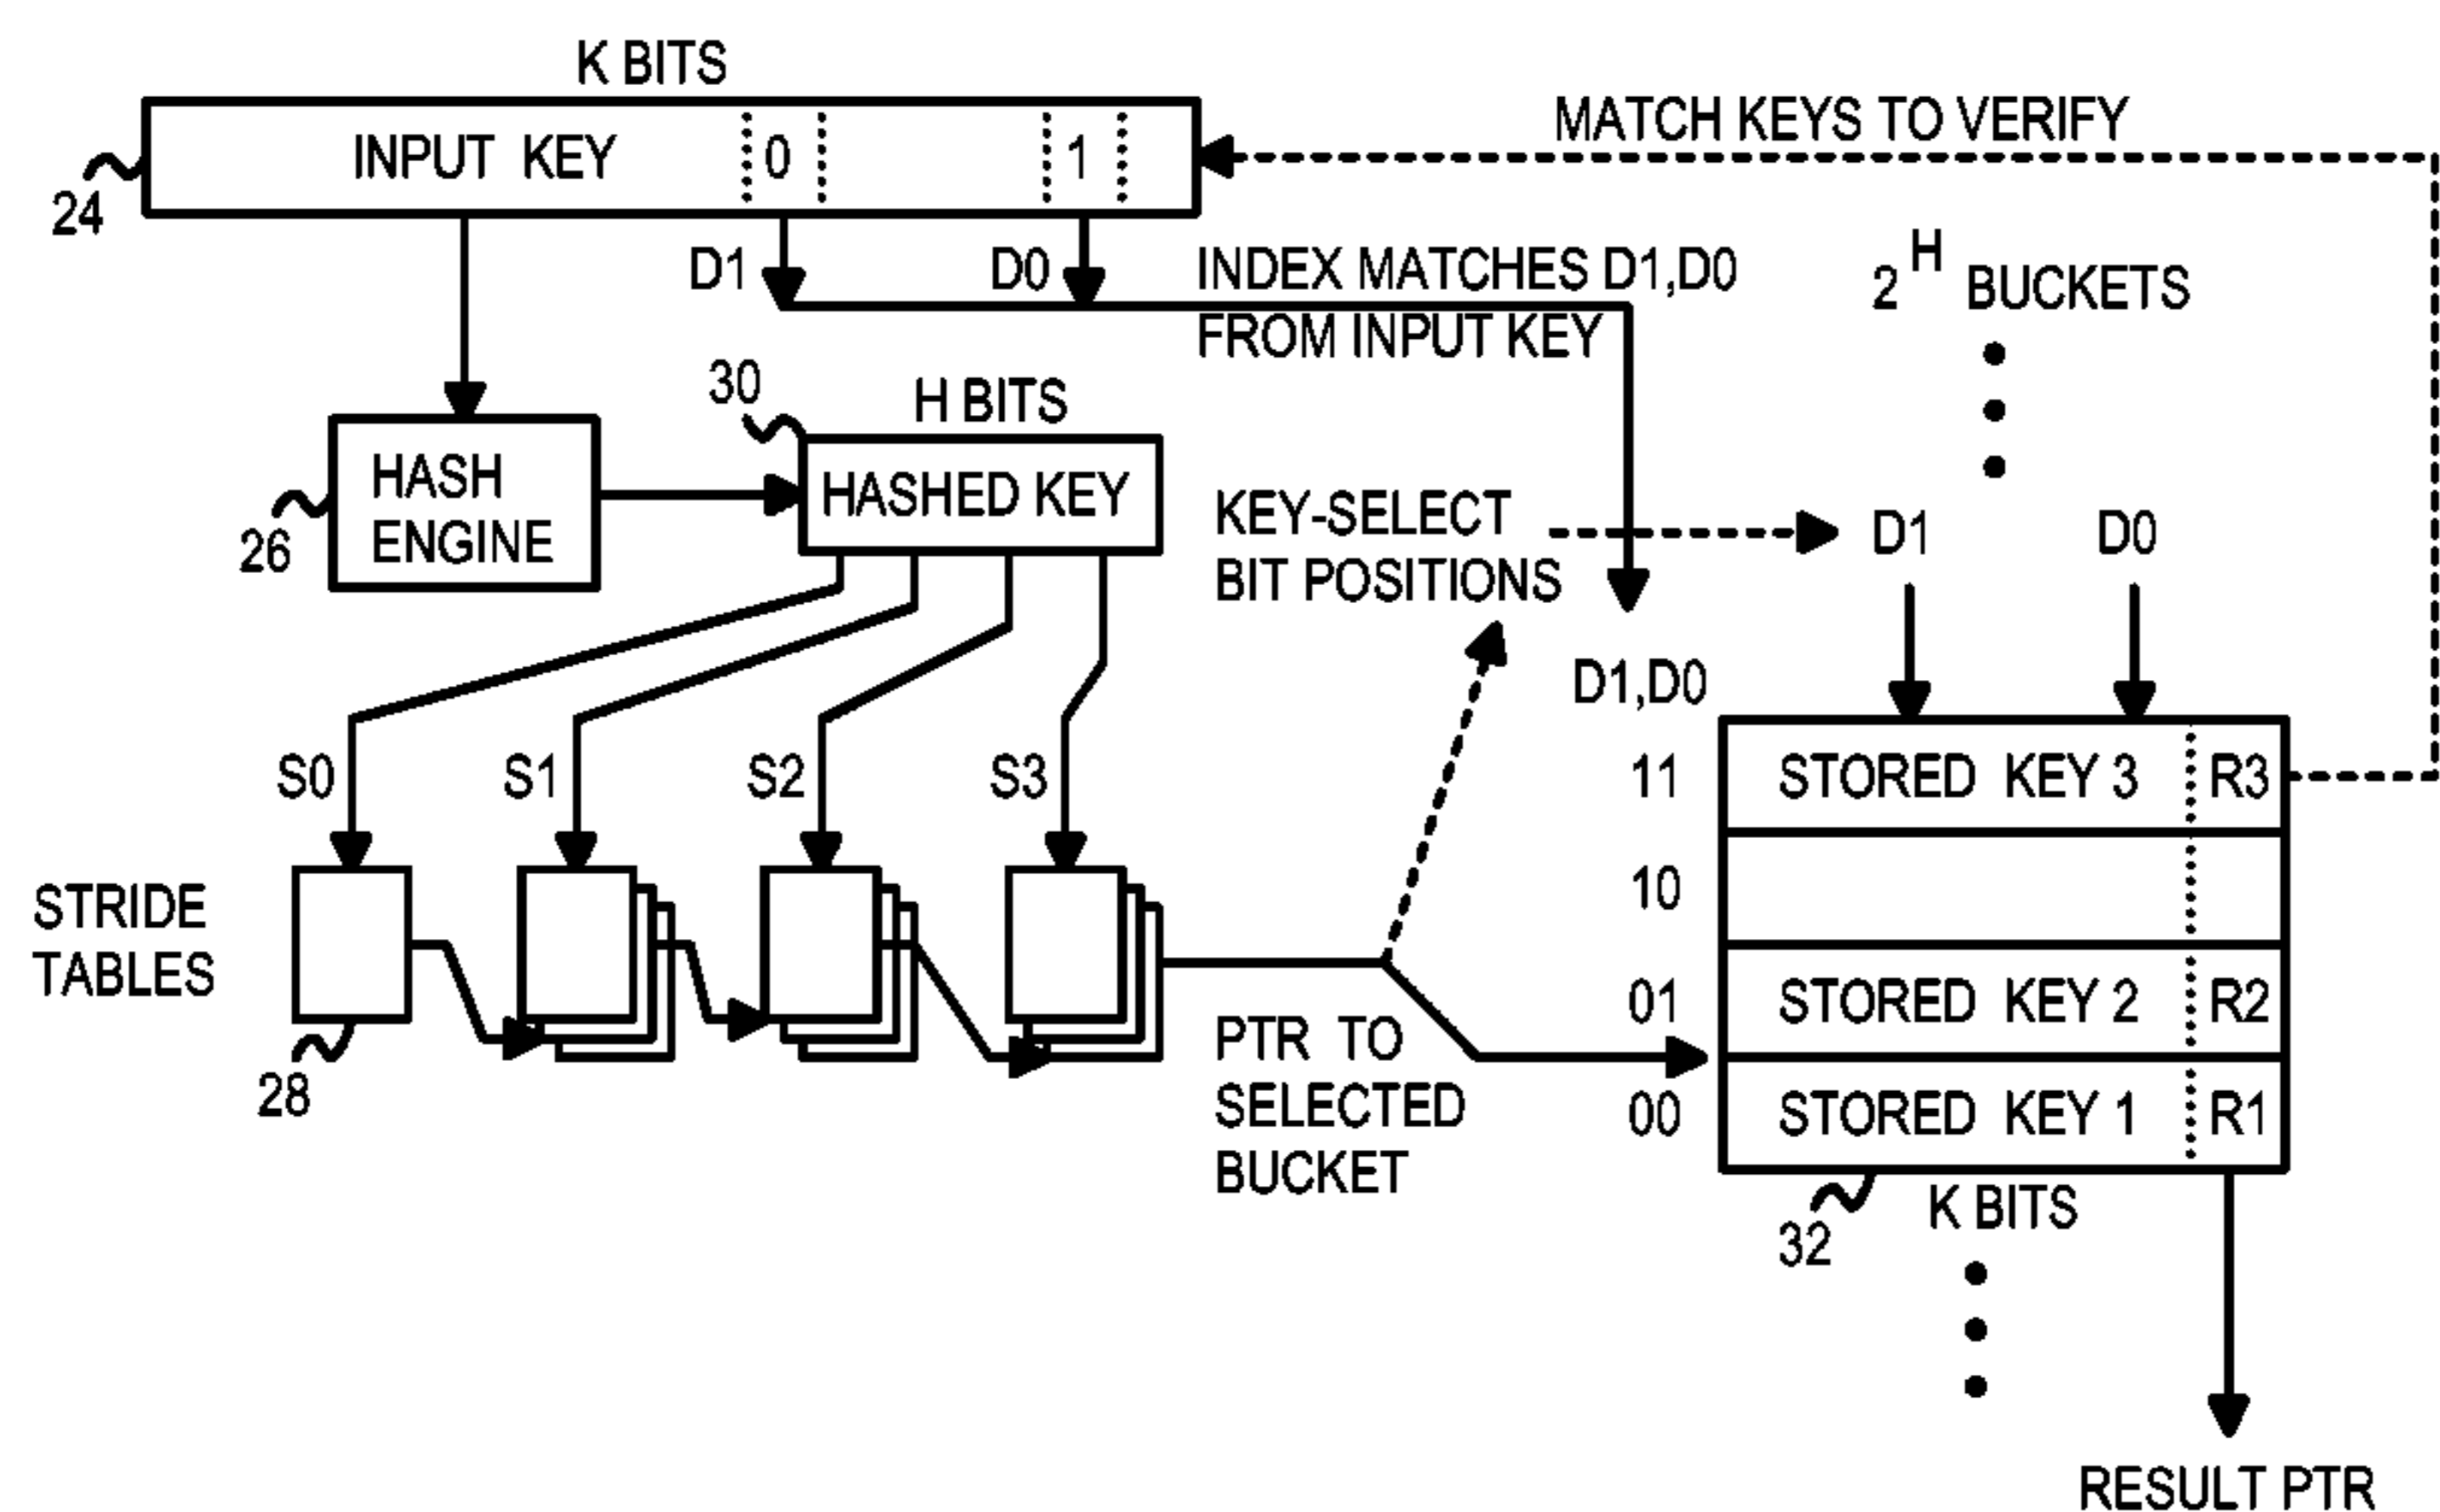 K BITS
INPUT KEY 0 1
MATCH KEYS TO VERIFY
24
D1 D0 INDEX MATCHES D1,D0
FROM INPUT KEY
2 H BUCKETS
30
H BITS
HASH
ENGINE
HASHED KEY
26
KEY-SELECT
BIT POSITIONS
D1 D0
D1,D0
S0 S1 S2 S3
11 STORED KEY 3 R3
10
STRIDE
TABLES
01 STORED KEY 2 R2
28
PTR TO
SELECTED
BUCKET
00 STORED KEY 1 R1
32
K BITS
RESULT PTR